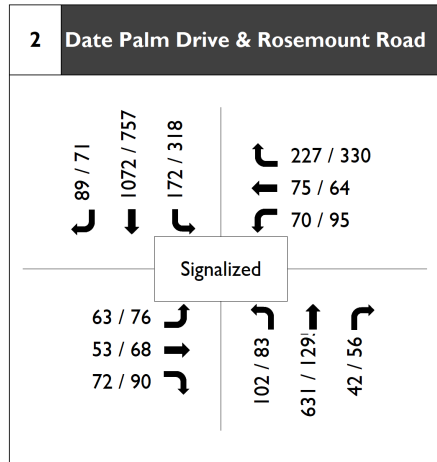 2 Date Palm Drive & Rosemount Road
89 / 71
1072 / 757
172 / 318
227 / 330
75 / 64
70 / 95
Signalized
63 / 76
53 / 68
72 / 90
102 / 83
631 /
42 / 56